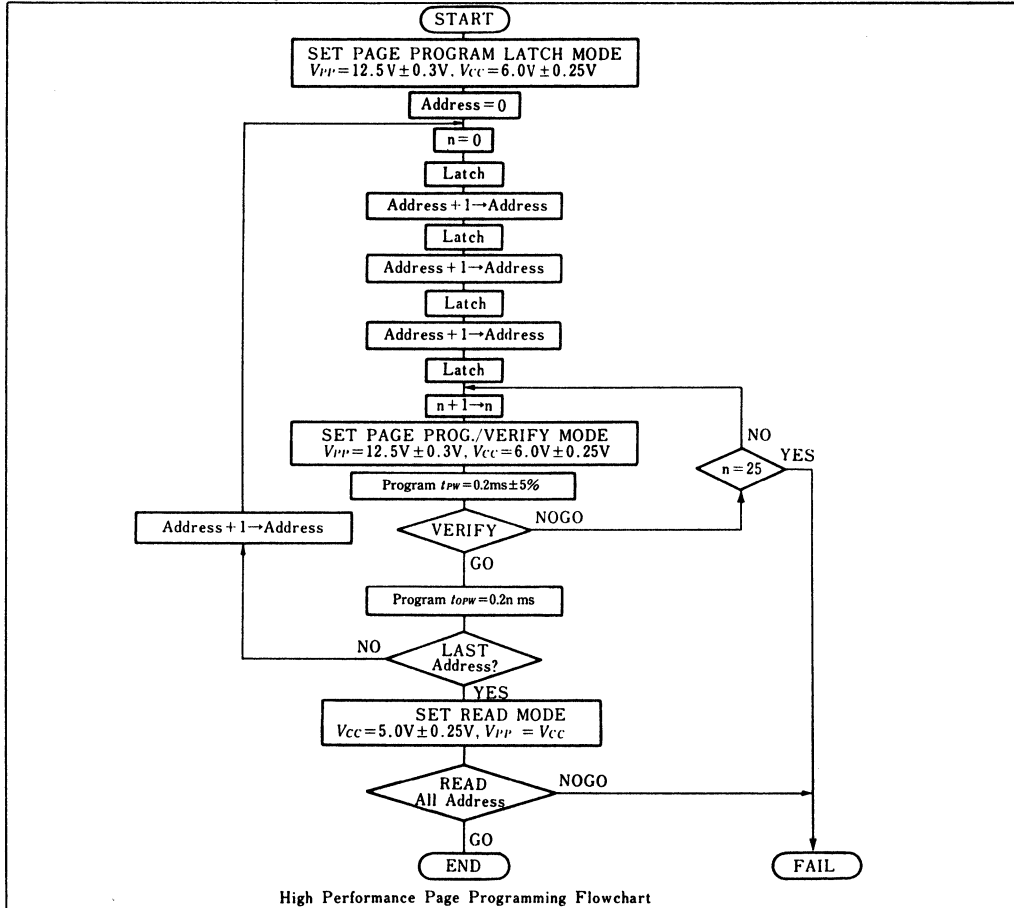 START
SET PAGE PROGRAM LATCH MODE
VPP=12.5V±0.3V, VCC=6.0V±0.25V
Address=0
n=0
Latch
Address+1→Address
Latch
Address+1→Address
Latch
Address+1→Address
Latch
n+1→n
SET PAGE PROG./VERIFY MODE
VPP=12.5V±0.3V, VCC=6.0V±0.25V
NO
YES
n=25
Program tPW=0.2ms±5%
Address+1→Address
VERIFY
NOGO
GO
Program tOPW=0.2n ms
NO
LAST
Address?
YES
SET READ MODE
VCC=5.0V±0.25V, VPP=VCC
READ
All Address
NOGO
GO
END
FAIL
High Performance Page Programming Flowchart